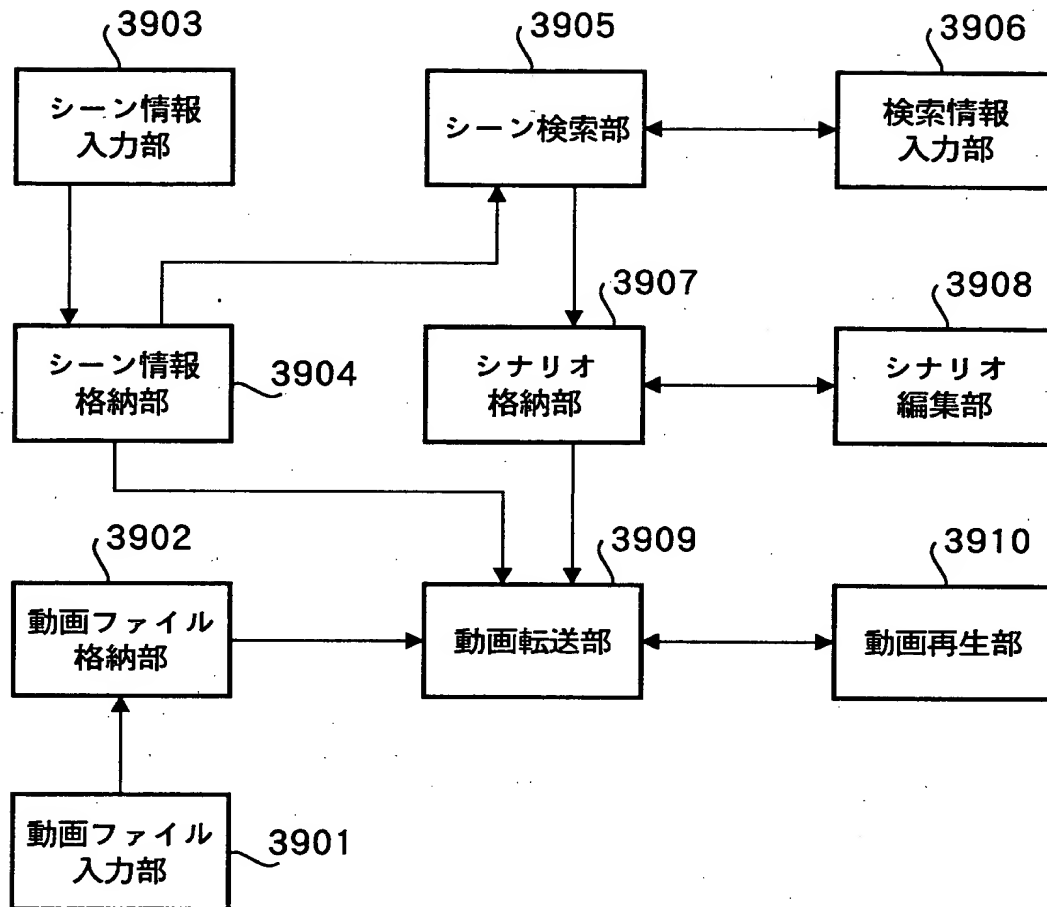 3903
シーン情報
入力部
3905
シーン検索部
3906
検索情報
入力部
シーン情報
格納部
3904
3907
シナリオ
格納部
3908
シナリオ
編集部
3902
動画ファイル
格納部
3909
動画転送部
3910
動画再生部
動画ファイル
入力部
3901